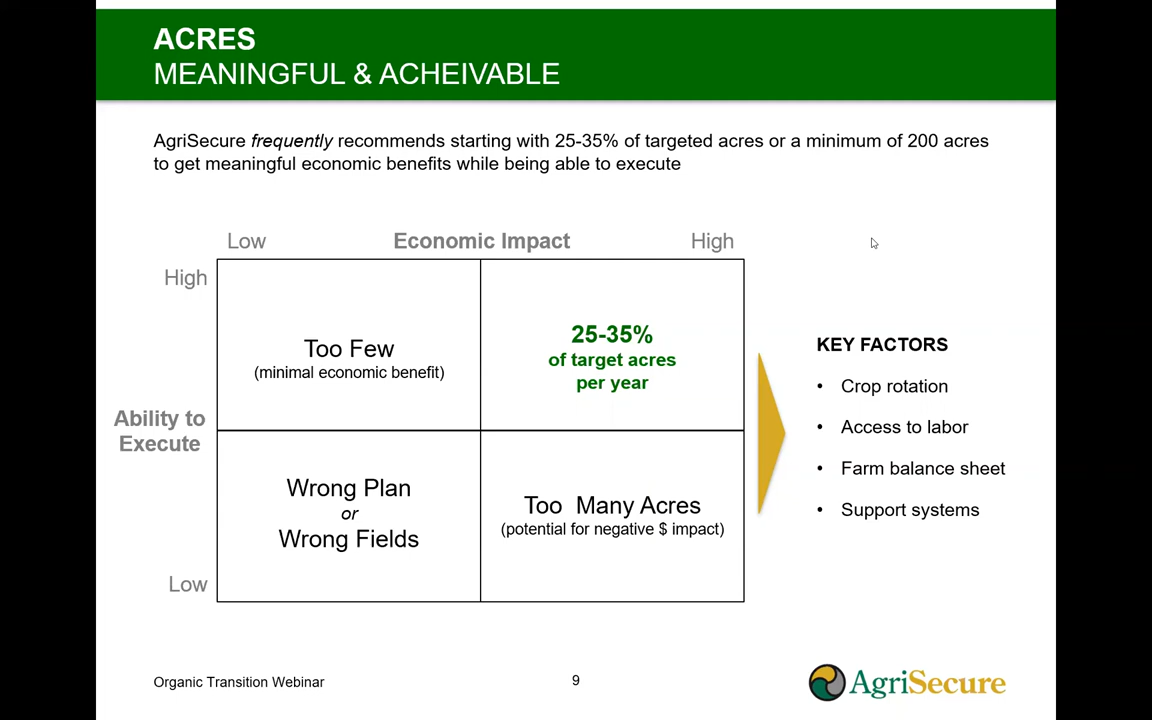 ACRES
MEANINGFUL & ACHEIVABLE
AgriSecure frequently recommends starting with 25-35% of targeted acres or a minimum of 200 acres
to get meaningful economic benefits while being able to execute
Low Economic Impact High
High
Too Few
(minimal economic benefit)
25-35%
of target acres
per year
Ability to
Execute
Wrong Plan
or
Wrong Fields
Too Many Acres
(potential for negative $ impact)
Low
KEY FACTORS
• Crop rotation
• Access to labor
• Farm balance sheet
• Support systems
Organic Transition Webinar
9
AgriSecure